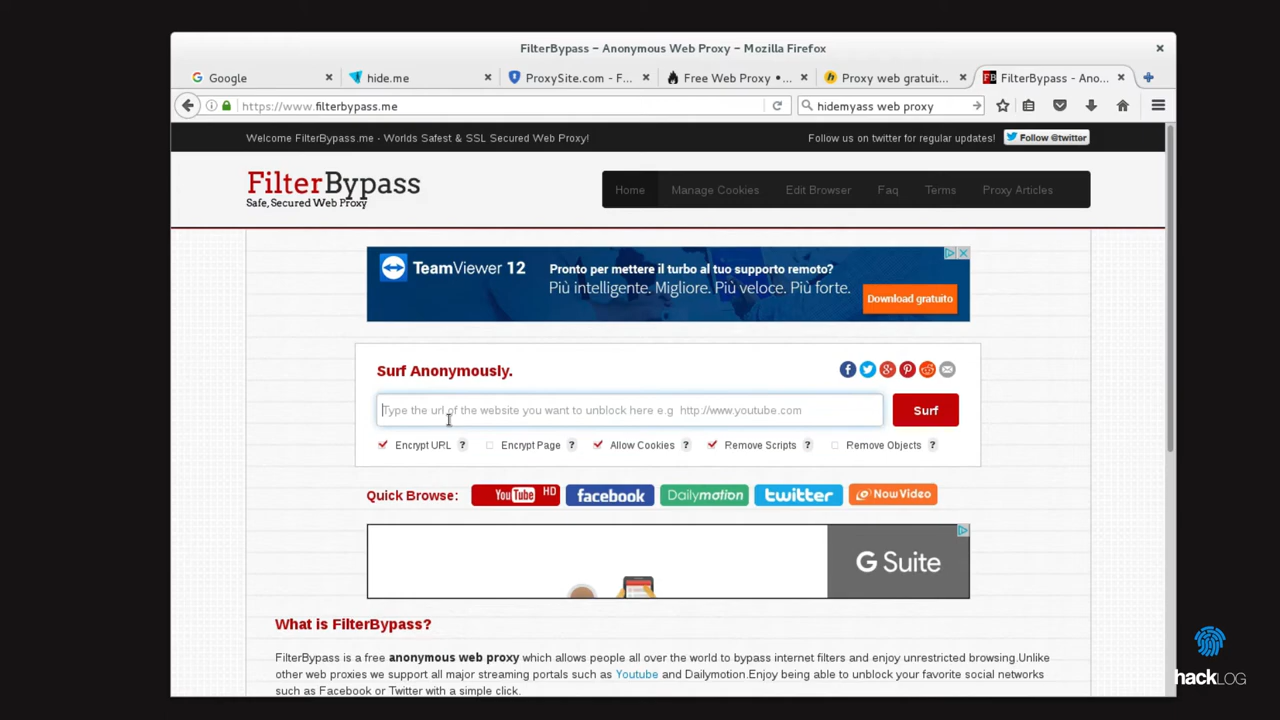 FilterBypass – Anonymous Web Proxy – Mozilla Firefox
Google
hide.me
ProxySite.com - F...
Free Web Proxy • ...
Proxy web gratuit...
FilterBypass - Ano...
https://www.filterbypass.me
hidemyass web proxy
Welcome FilterBypass.me - Worlds Safest & SSL Secured Web Proxy!
Follow us on twitter for regular updates!
Follow @twitter
FilterBypass
Safe, Secured Web Proxy
Home
Manage Cookies
Edit Browser
Faq
Terms
Proxy Articles
TeamViewer 12
Pronto per mettere il turbo al tuo supporto remoto?
Più intelligente. Migliore. Più veloce. Più forte.
Download gratuito
Surf Anonymously.
Type the url of the website you want to unblock here e.g http://www.youtube.com
Surf
Encrypt URL ?
Encrypt Page ?
Allow Cookies ?
Remove Scripts ?
Remove Objects ?
Quick Browse:
YouTube HD
facebook
Dailymotion
twitter
NowVideo
G Suite
What is FilterBypass?
FilterBypass is a free anonymous web proxy which allows people all over the world to bypass internet filters and enjoy unrestricted browsing.Unlike
other web proxies we support all major streaming portals such as Youtube and Dailymotion.Enjoy being able to unblock your favorite social networks
such as Facebook or Twitter with a simple click.
hackLOG